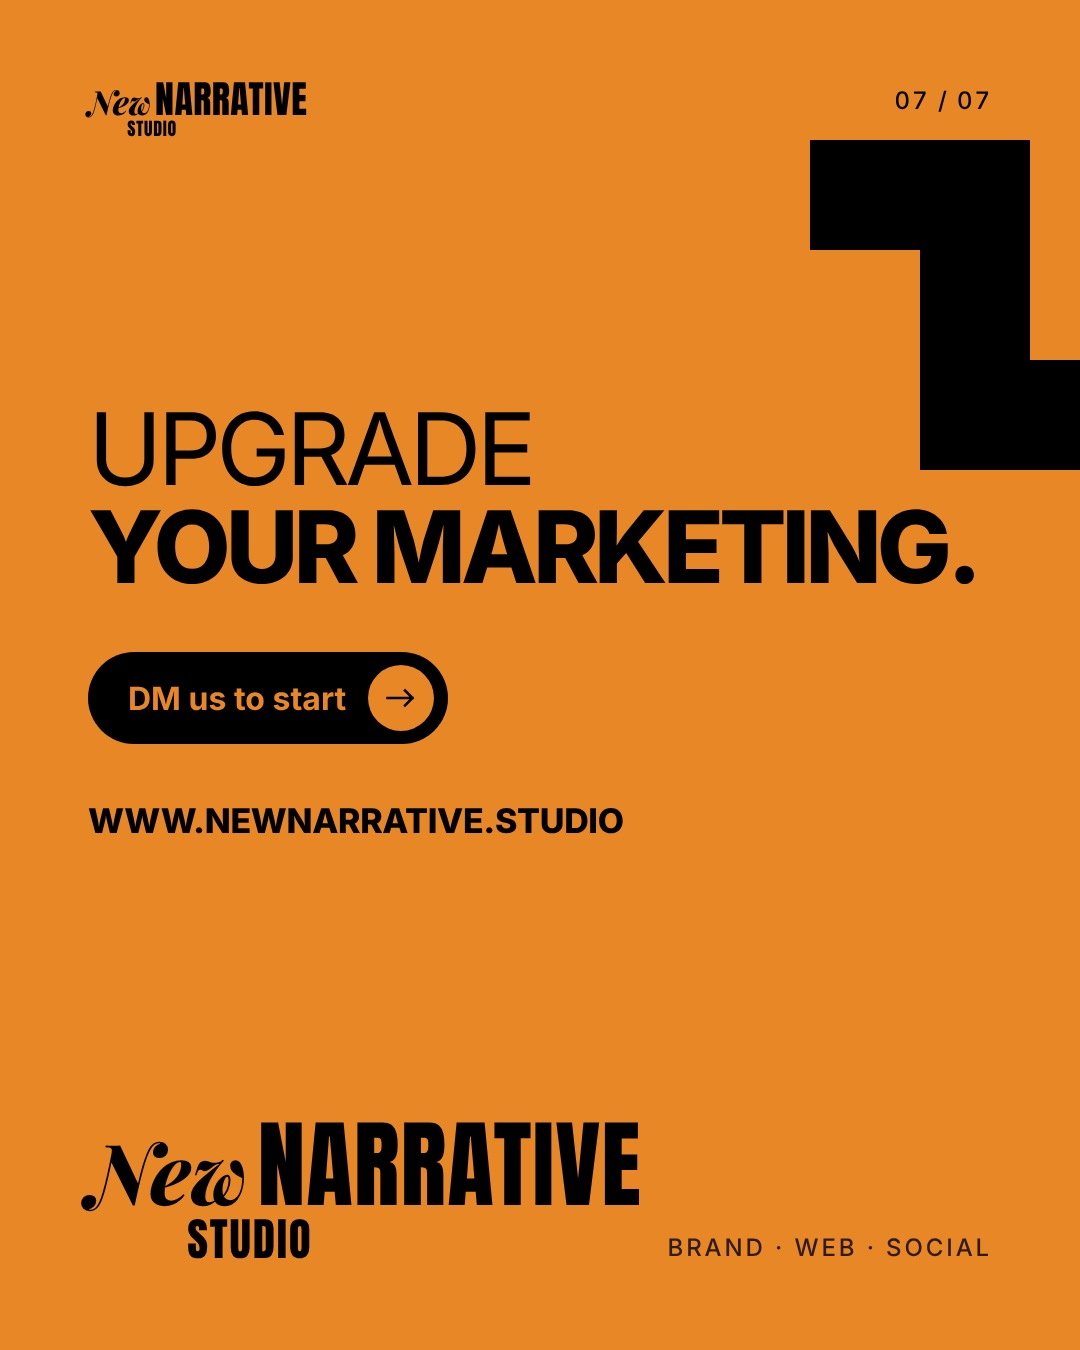 New NARRATIVE
STUDIO
07 / 07
UPGRADE
YOUR MARKETING.
DM us to start →
WWW.NEWNARRATIVE.STUDIO
New NARRATIVE
STUDIO
BRAND · WEB · SOCIAL